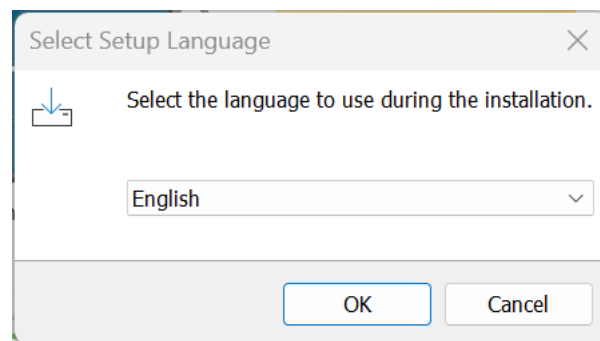 Select Setup Language
Select the language to use during the installation.
English
OK
Cancel